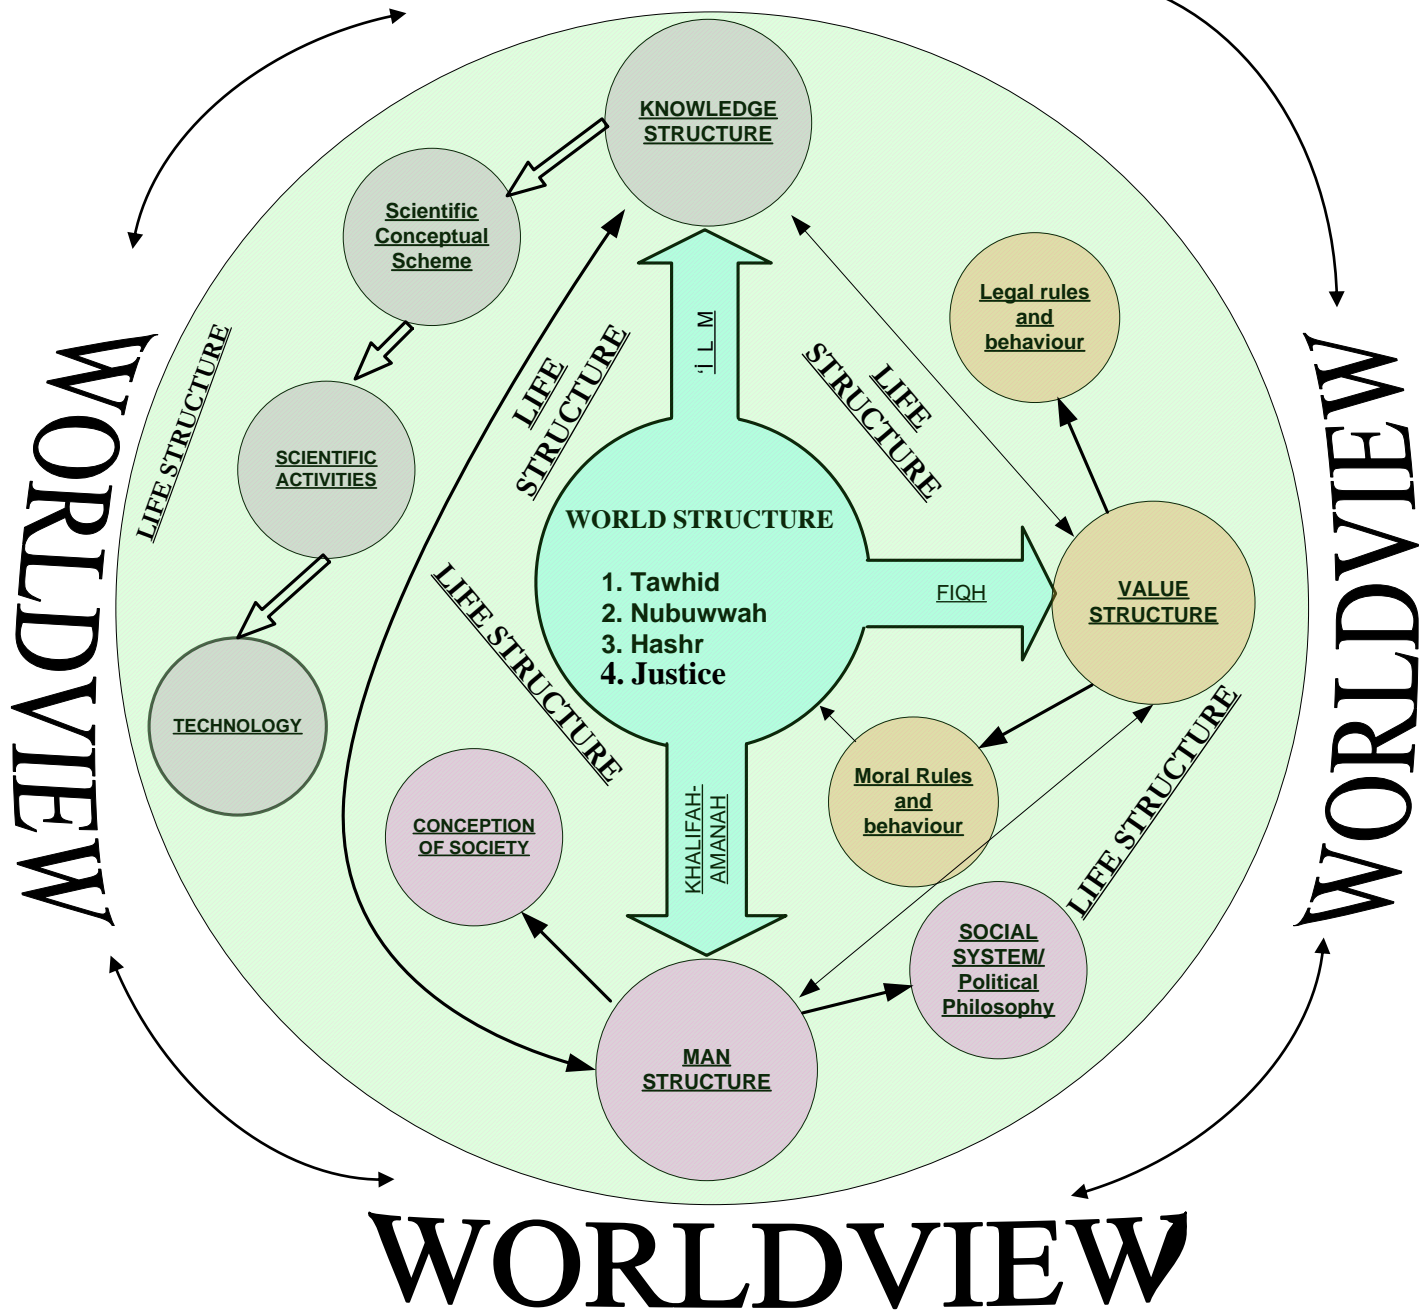 KNOWLEDGE
STRUCTURE
Scientific
Conceptual
Scheme
Legal rules
and
behaviour
'İ L M
LIFE STRUCTURE
LIFE
STRUCTURE
LIFE
STRUCTURE
WORLDVIEW
WORLDVIEW
SCIENTIFIC
ACTIVITIES
WORLD STRUCTURE
1. Tawhid
2. Nubuwwah
3. Hashr
4. Justice
FIQH
VALUE
STRUCTURE
LIFE STRUCTURE
TECHNOLOGY
LIFE STRUCTURE
Moral Rules
and
behaviour
CONCEPTION
OF SOCIETY
KHALIFAH-
AMANAH
SOCIAL
SYSTEM/
Political
Philosophy
MAN
STRUCTURE
WORLDVIEW